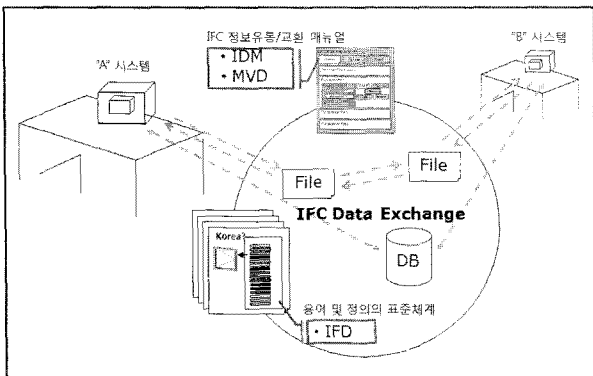 IFC 정보유통/교환 매뉴얼
• IDM
• MVD
"A" 시스템
"B" 시스템
File
File
IFC Data Exchange
DB
Korea
용어 및 정의의 표준체계
• IFD